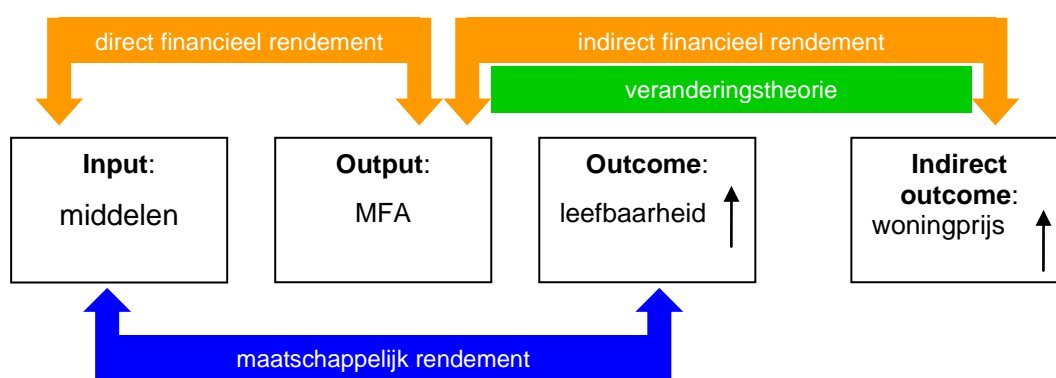 direct financieel rendement
indirect financieel rendement
veranderingstheorie
Input:
middelen
Output:
MFA
Outcome:
leefbaarheid
Indirect
outcome:
woningprijs
maatschappelijk rendement